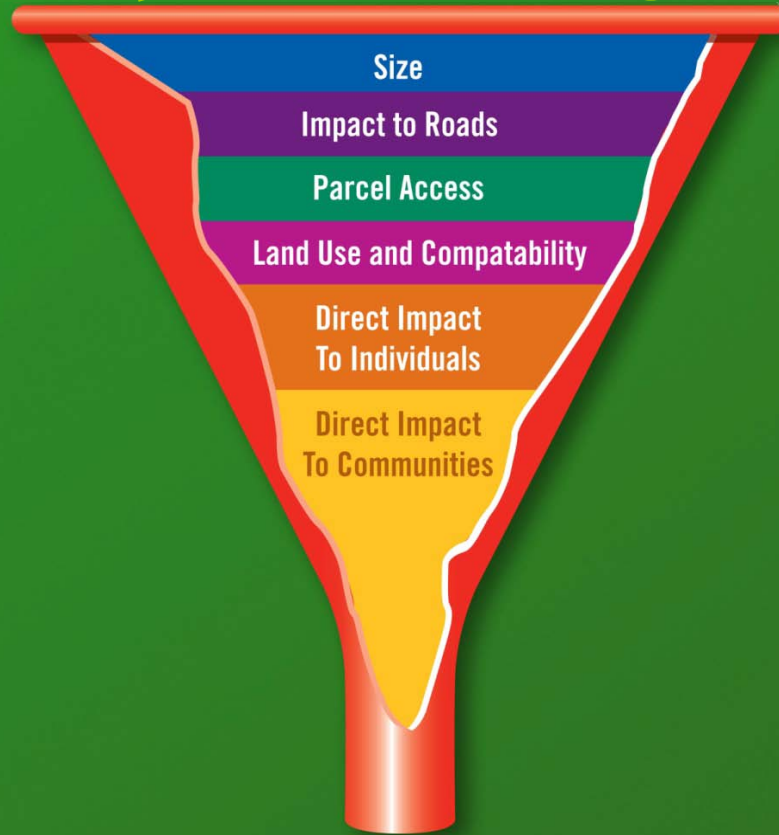 Size
Impact to Roads
Parcel Access
Land Use and Compatability
Direct Impact
To Individuals
Direct Impact
To Communities